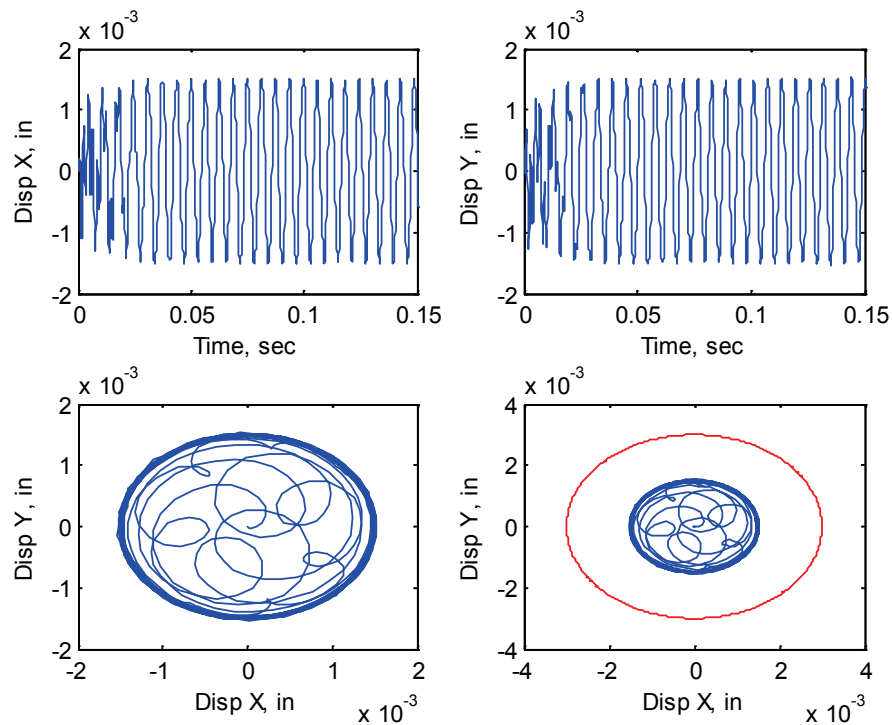 x 10-3
2
1
0
-1
-2
Disp X, in
0
0.05
0.1
0.15
Time, sec
x 10-3
2
1
0
-1
-2
Disp Y, in
0
0.05
0.1
0.15
Time, sec
x 10-3
2
1
0
-1
-2
Disp Y, in
-2
-1
0
1
2
Disp X, in
x 10-3
x 10-3
4
2
0
-2
-4
Disp Y, in
-4
-2
0
2
4
Disp X, in
x 10-3